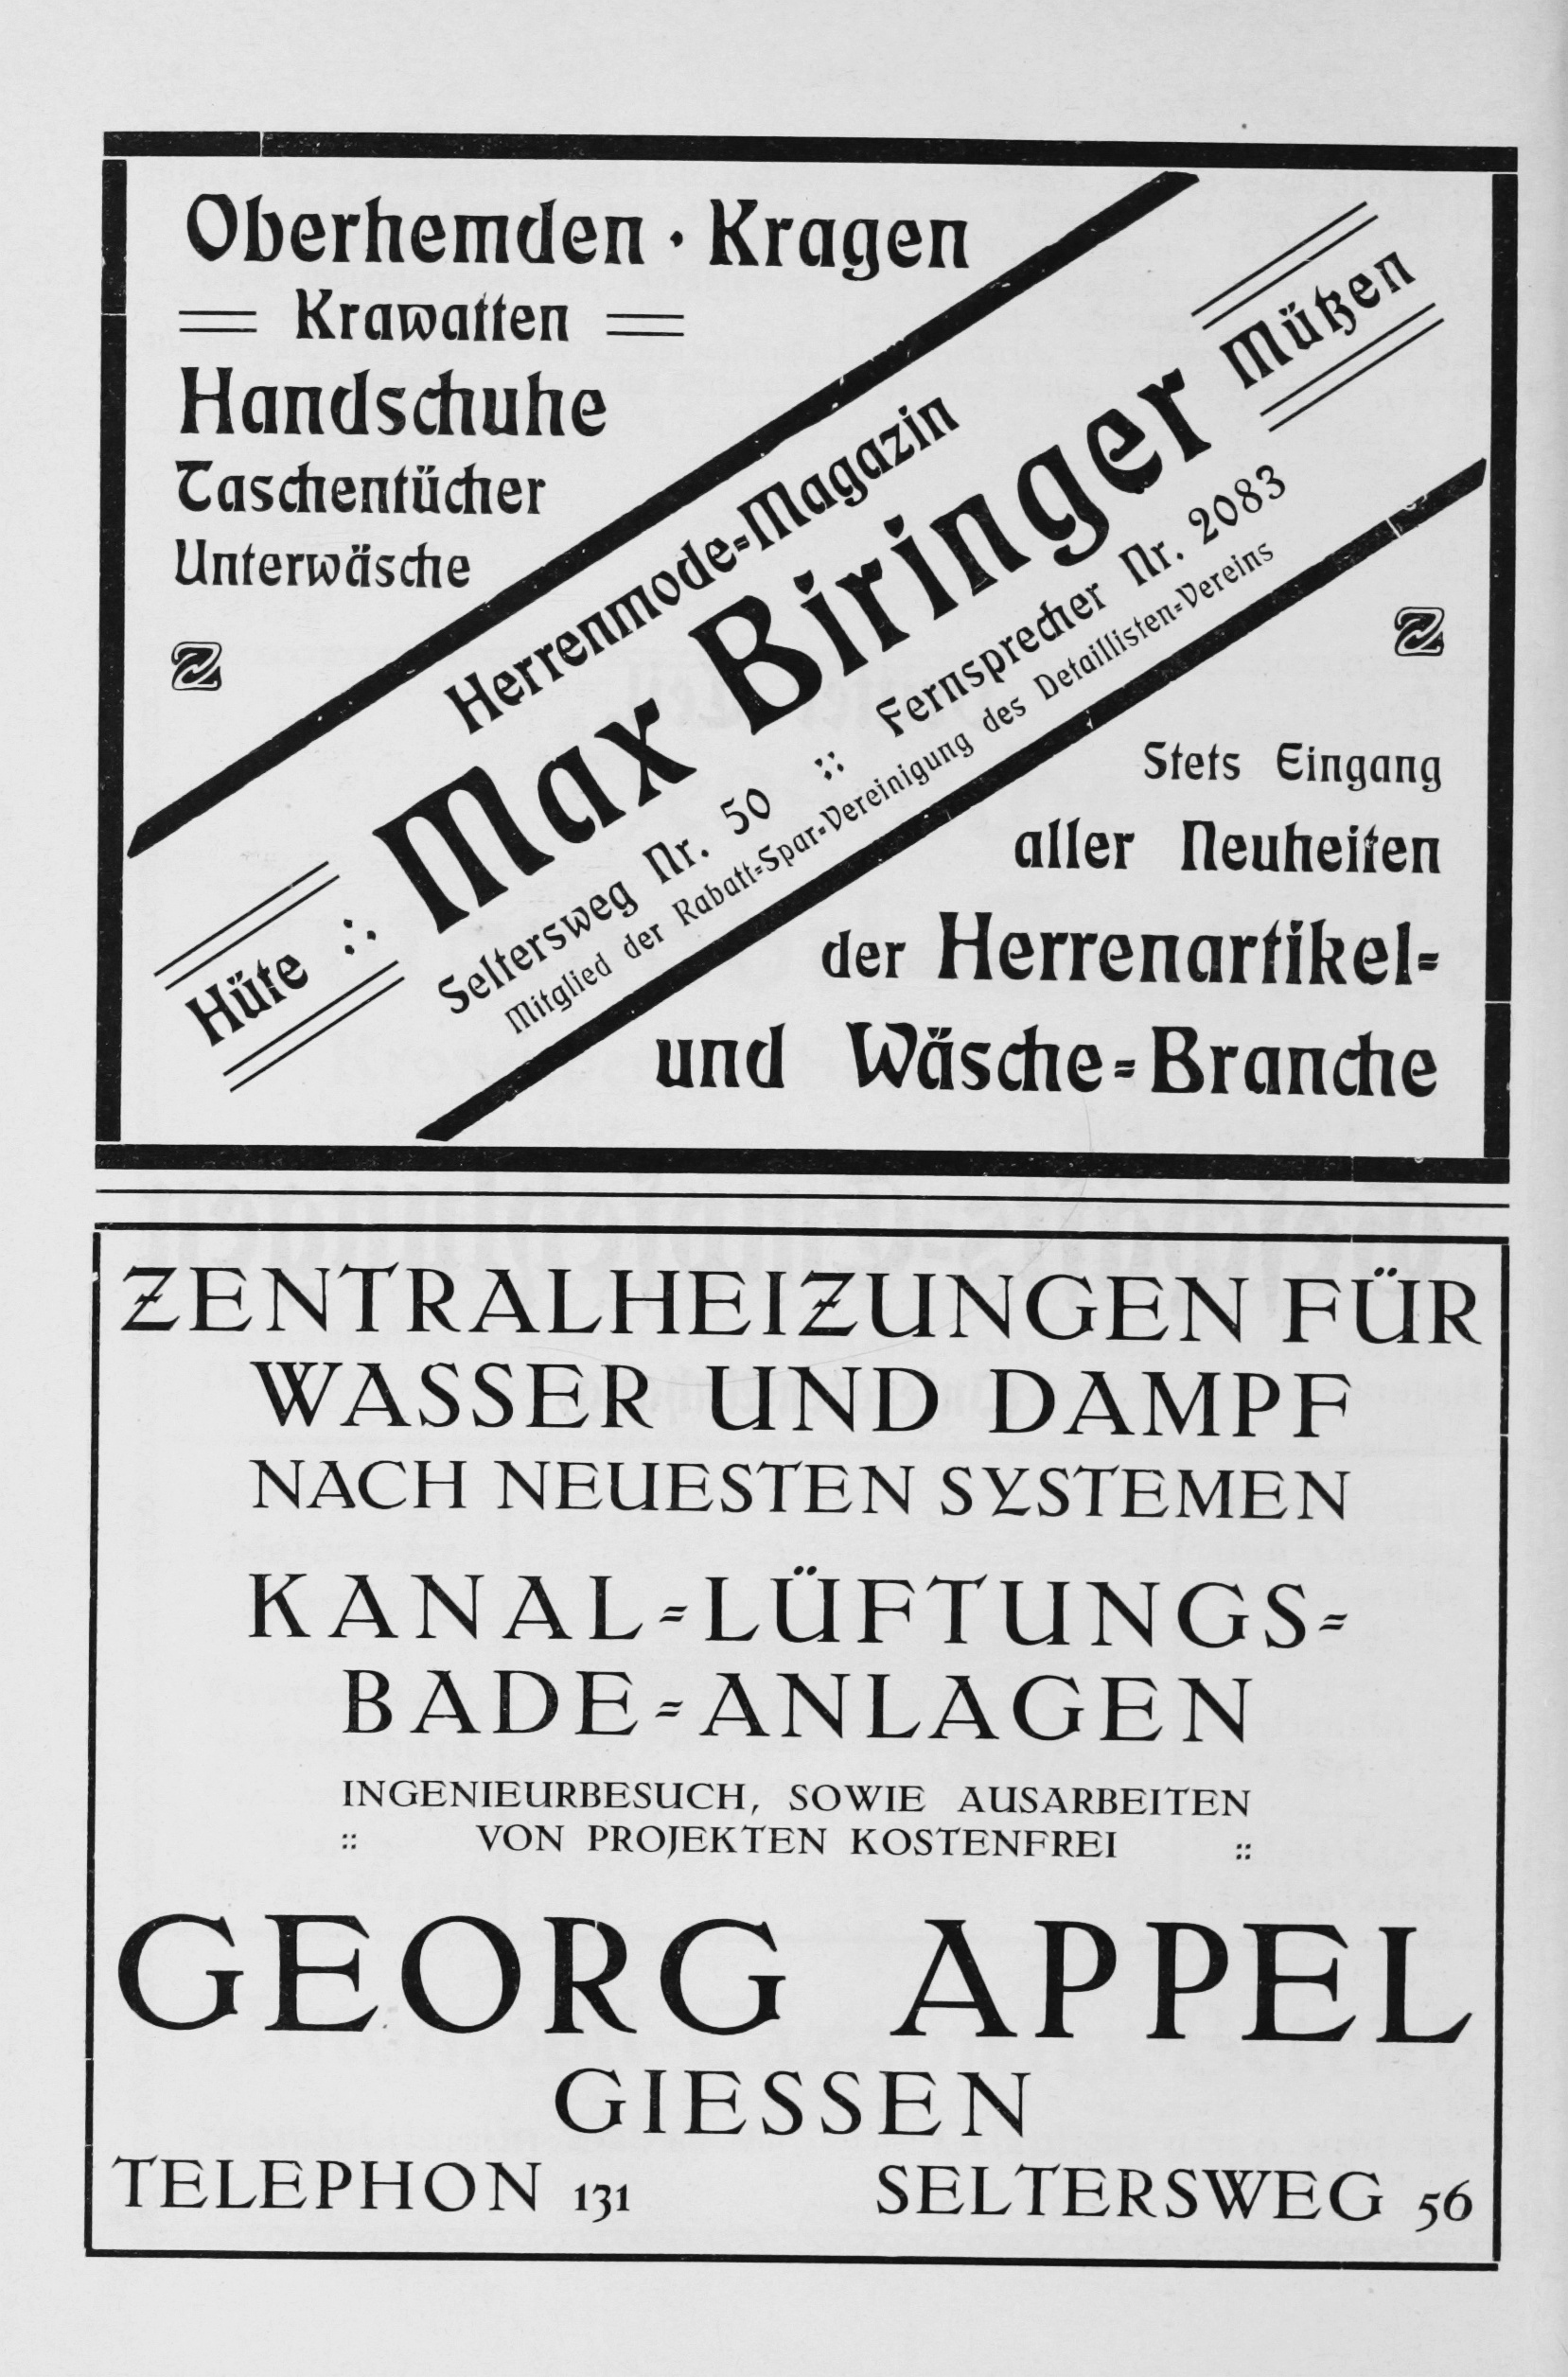 Oberhemden · Kragen
Krawatten
Handschuhe
Taschentücher
Unterwäsche
Herrenmode-Magazin
Hüte ∴ Max Biringer Mützen
Seltersweg Nr. 50 :: Fernsprecher Nr. 2083
Mitglied der Rabatt-Spar-Vereinigung des Detaillisten-Vereins
Stets Eingang
aller Neuheiten
der Herrenartikel-
und Wäsche-Branche
ZENTRALHEIZUNGEN FÜR
WASSER UND DAMPF
NACH NEUESTEN SYSTEMEN
KANAL-LÜFTUNGS-
BADE-ANLAGEN
INGENIEURBESUCH, SOWIE AUSARBEITEN
:: VON PROJEKTEN KOSTENFREI ::
GEORG APPEL
GIESSEN
TELEPHON 131 SELTERSWEG 56